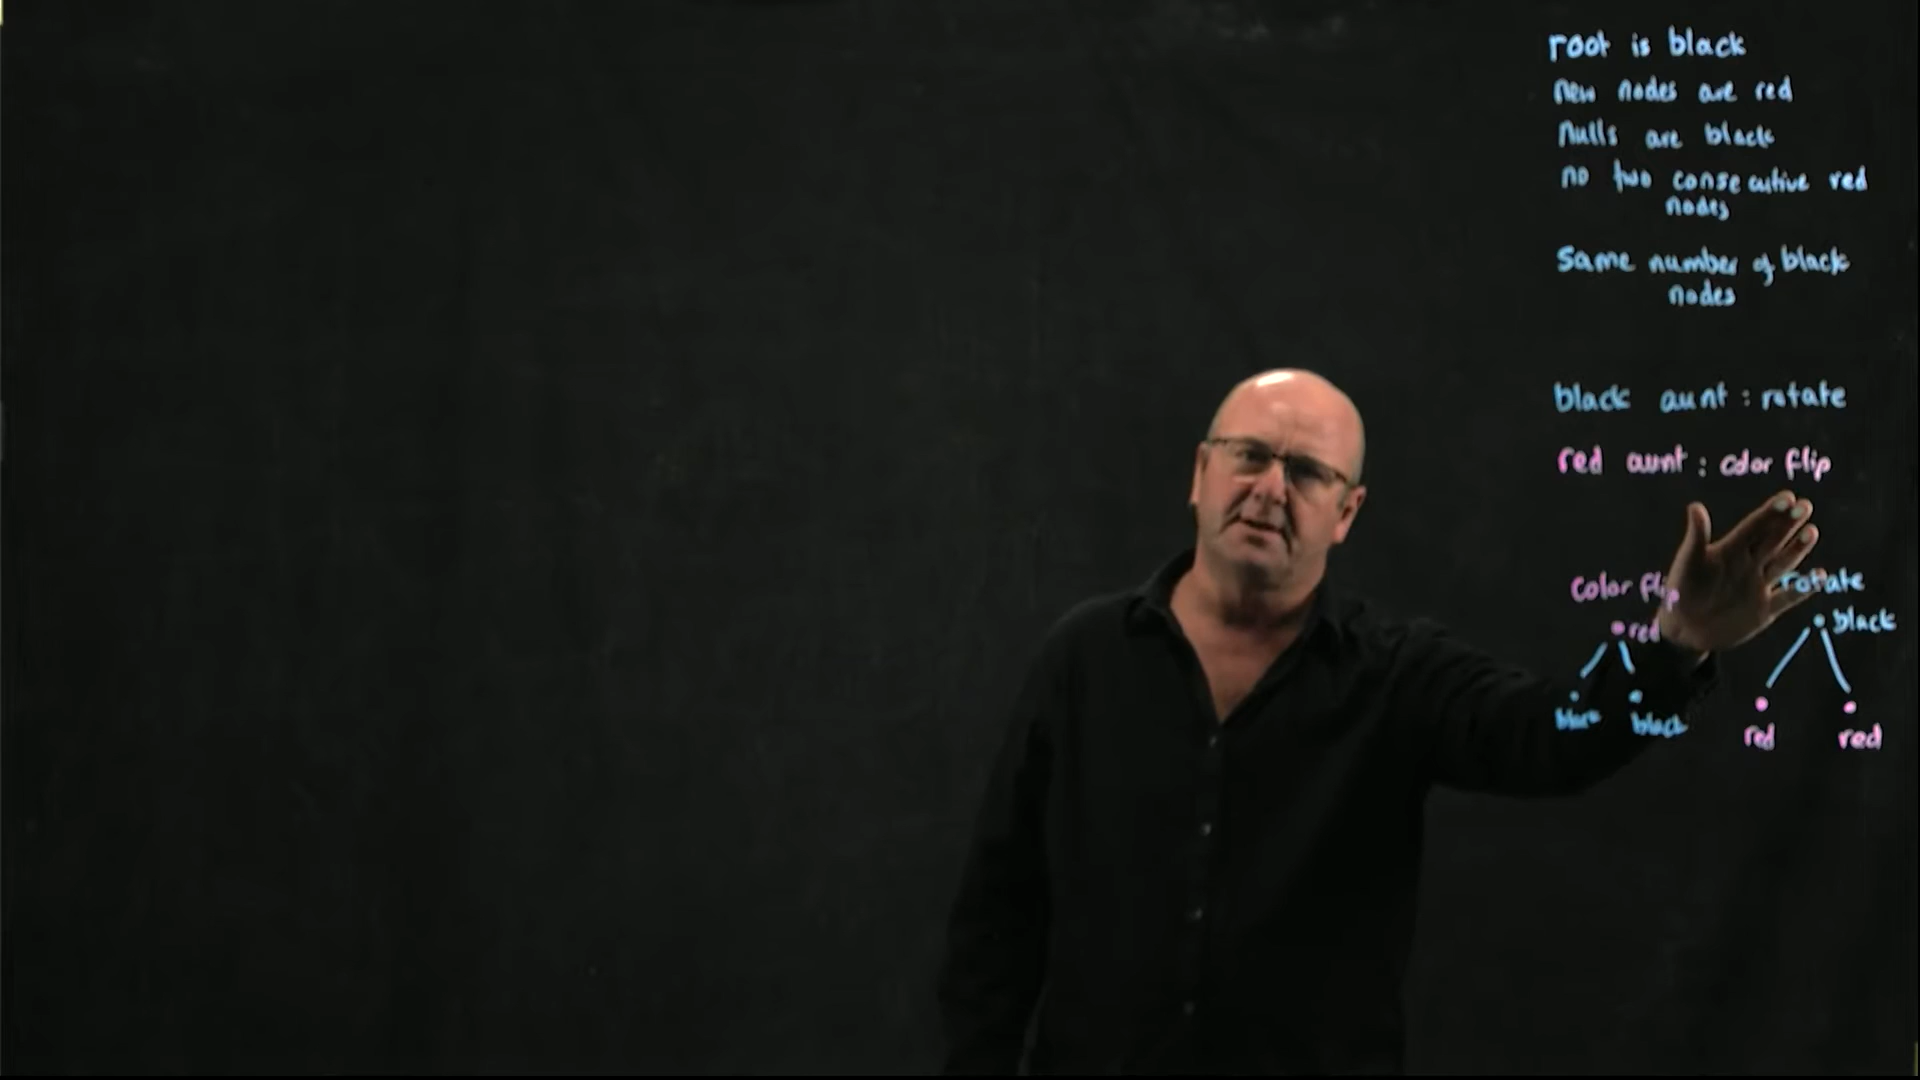 root is black
new nodes are red
nulls are black
no two consecutive red
nodes
same number of black
nodes
black aunt : rotate
red aunt : color flip
color flip
rotate
red
black
black
red
red